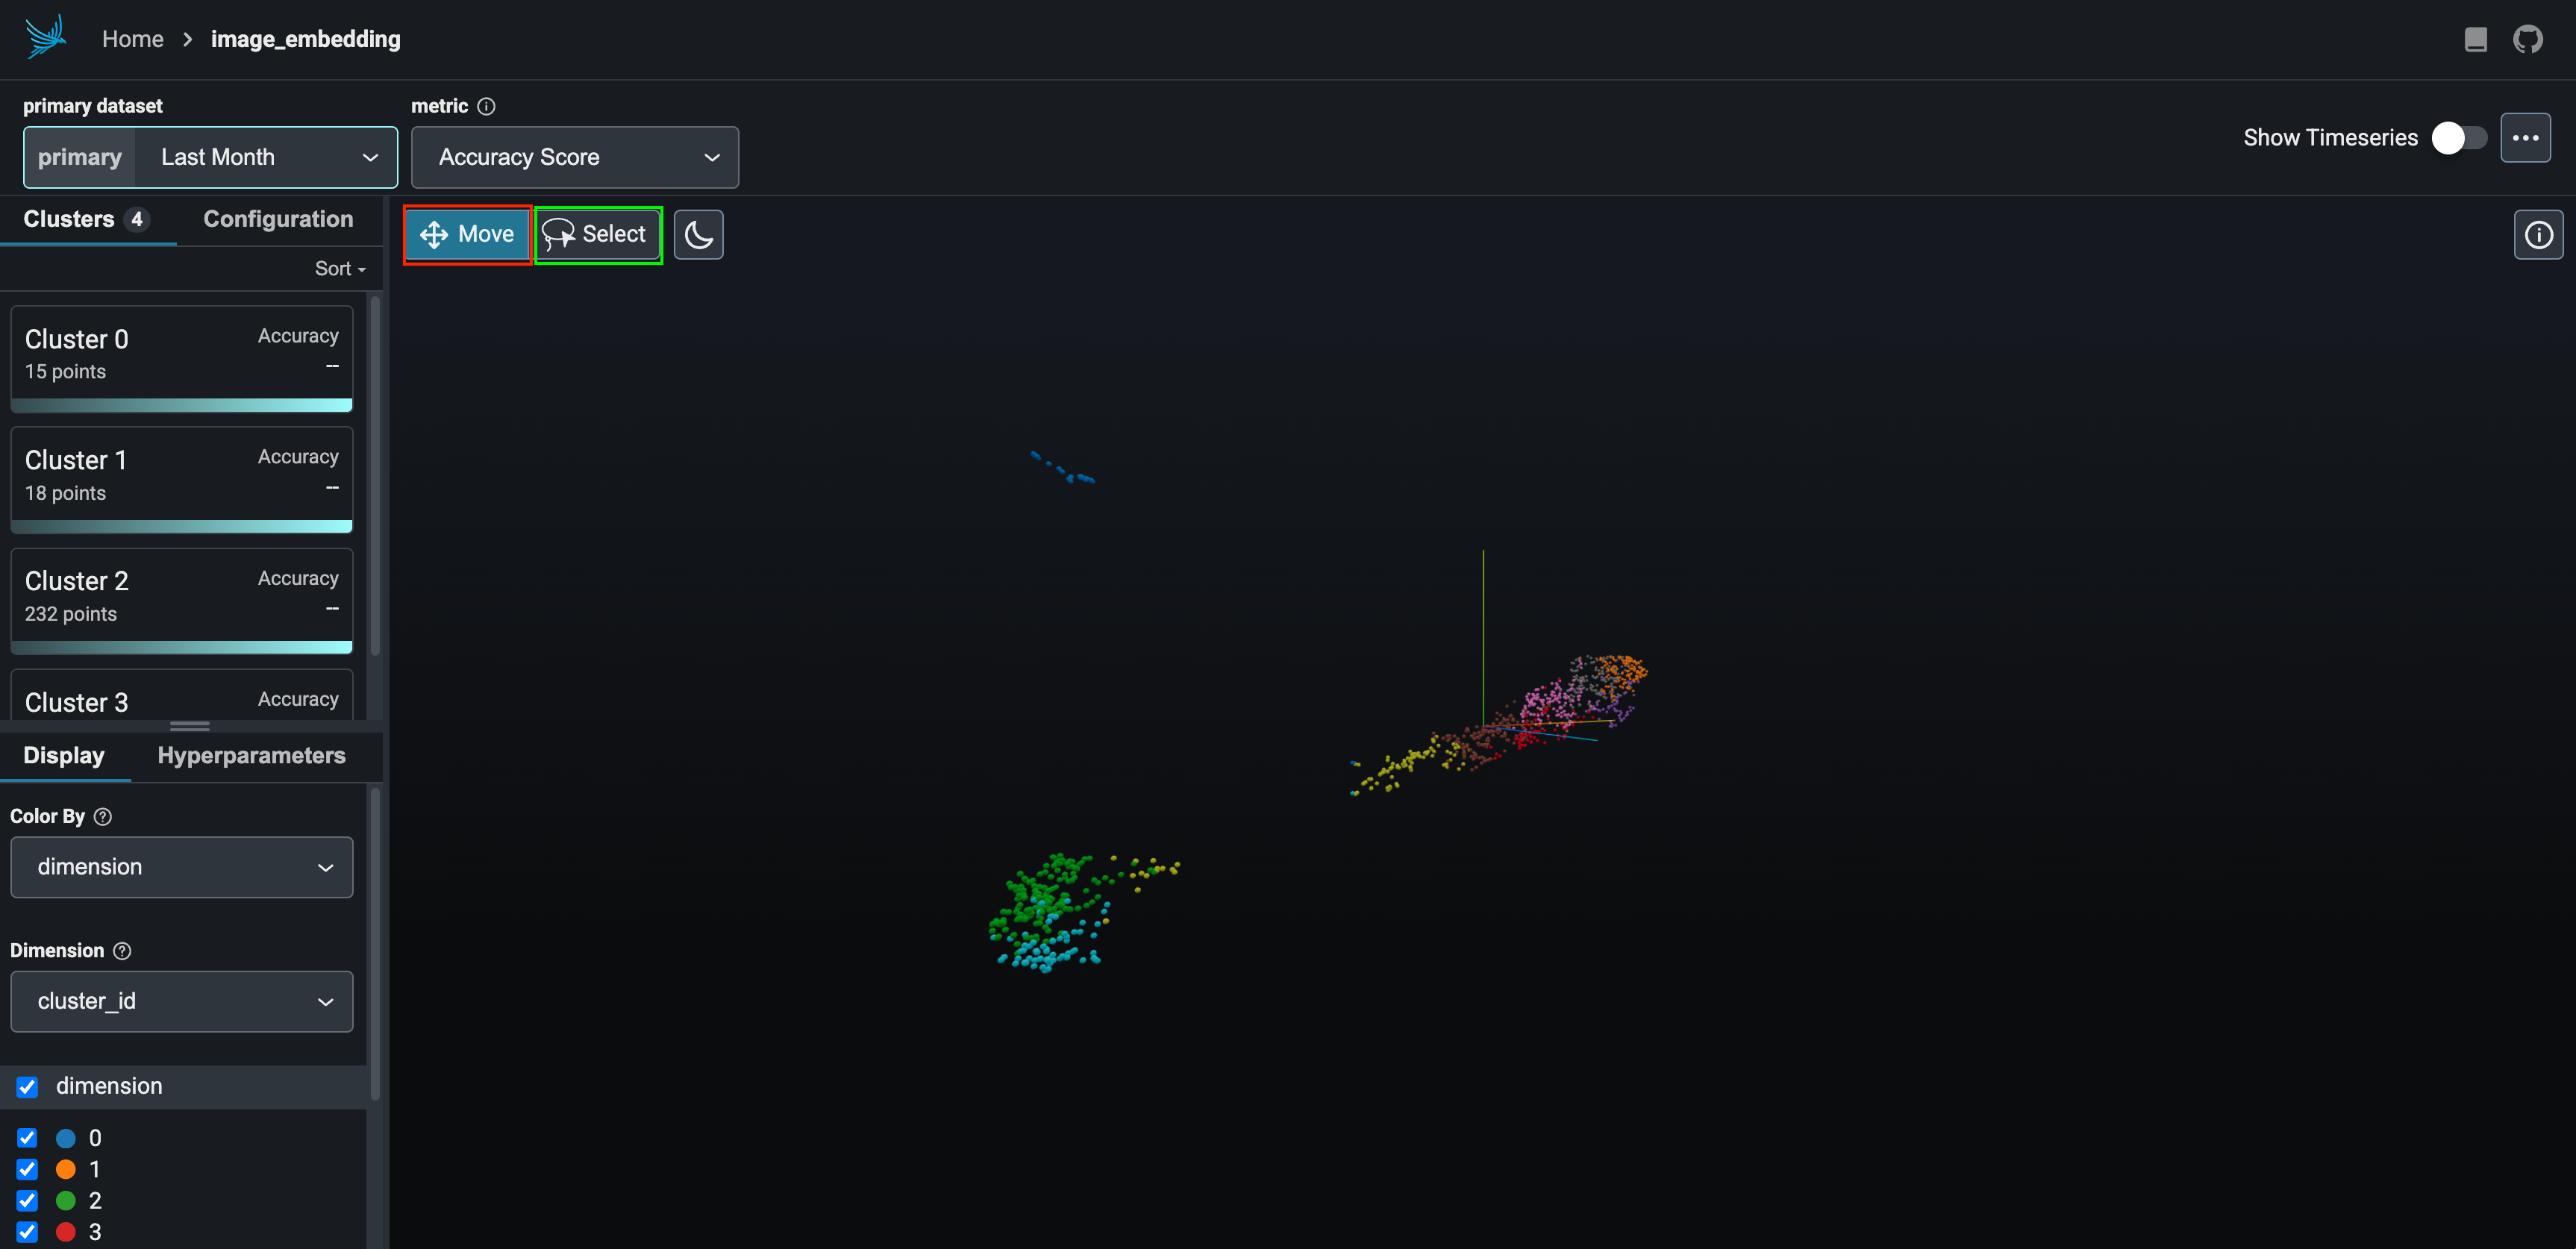 Home > image_embedding
primary dataset
primary Last Month
metric
Accuracy Score
Show Timeseries
Clusters 4 Configuration
Sort
Move Select
Cluster 0 Accuracy
15 points --
Cluster 1 Accuracy
18 points --
Cluster 2 Accuracy
232 points --
Cluster 3 Accuracy
Display Hyperparameters
Color By
dimension
Dimension
cluster_id
dimension
0
1
2
3